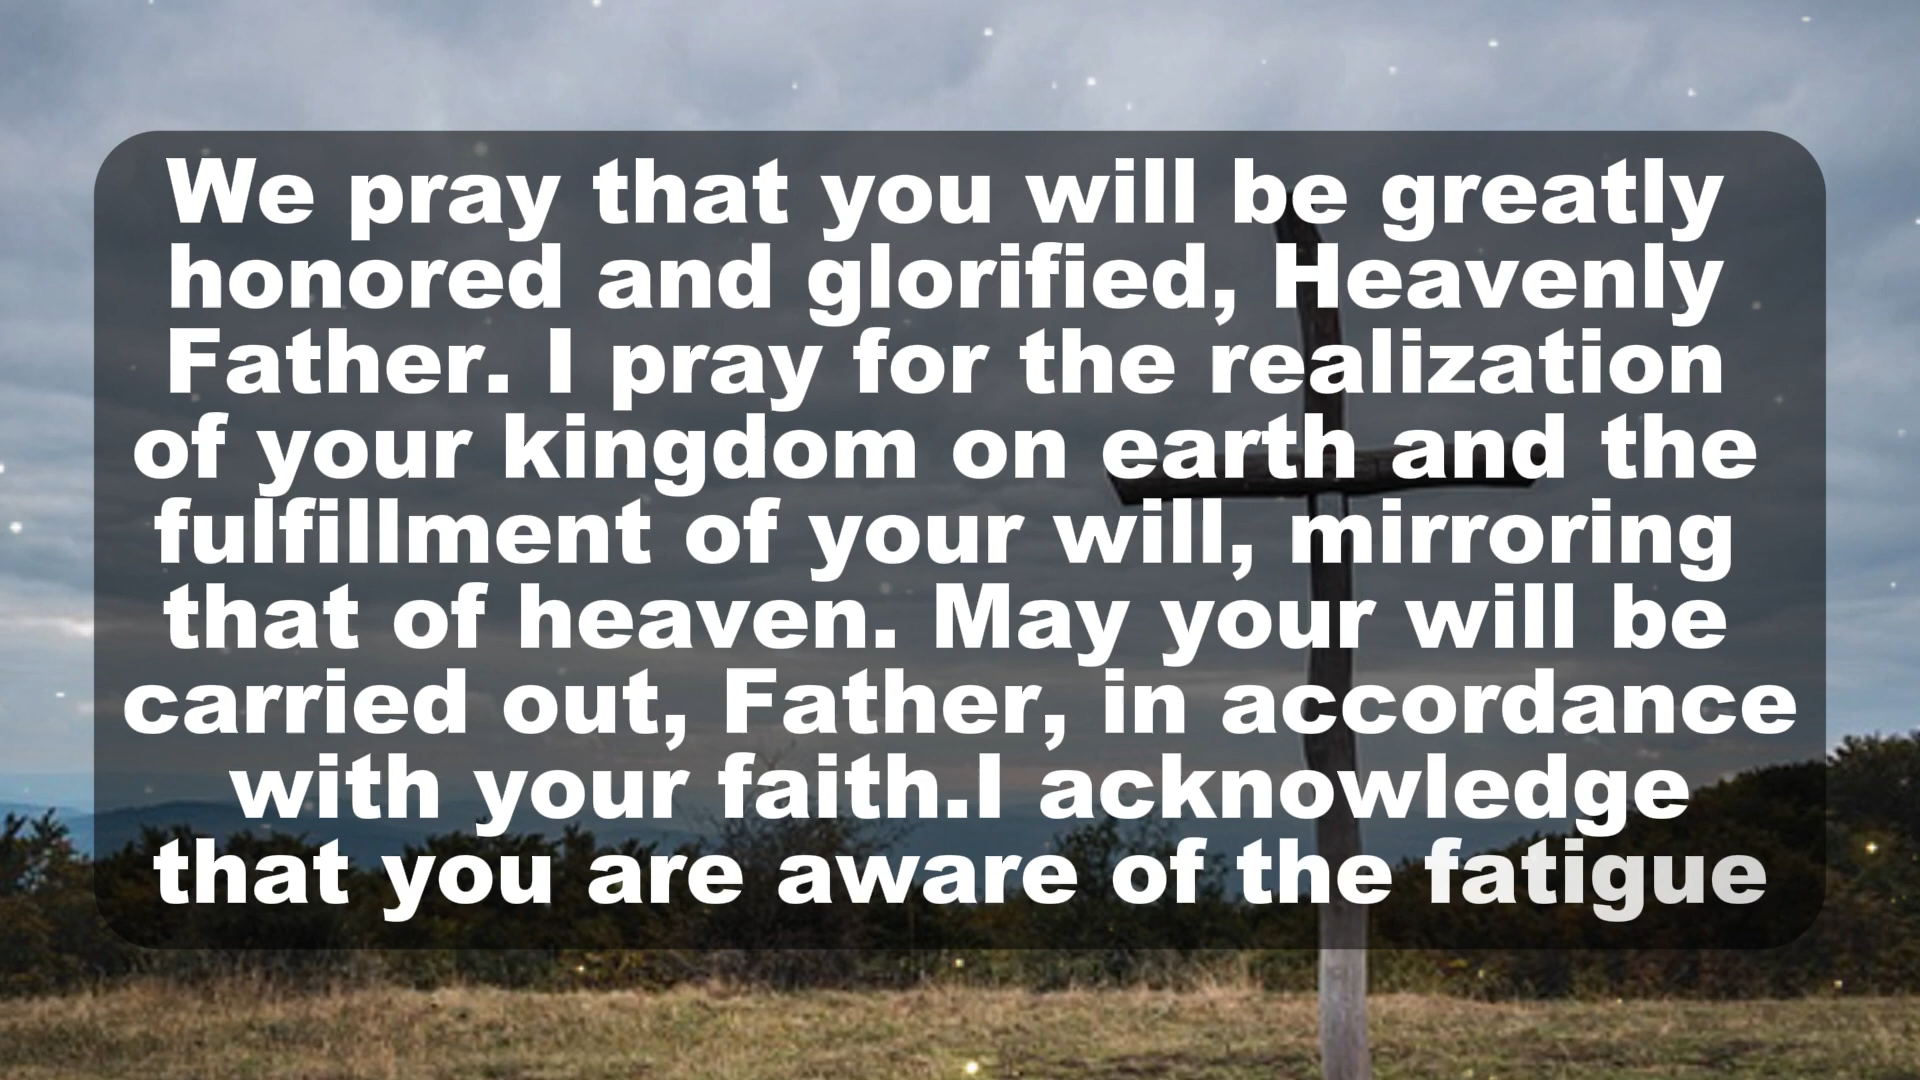 We pray that you will be greatly
honored and glorified, Heavenly
Father. I pray for the realization
of your kingdom on earth and the
fulfillment of your will, mirroring
that of heaven. May your will be
carried out, Father, in accordance
with your faith.I acknowledge
that you are aware of the fatigue